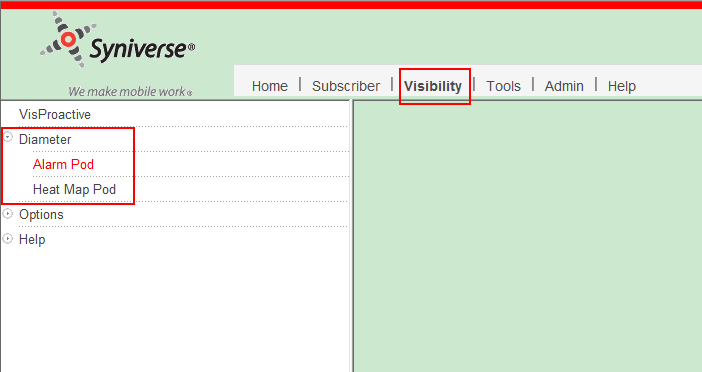 Syniverse®
We make mobile work®
Home | Subscriber | Visibility | Tools | Admin | Help
VisProactive
Diameter
Alarm Pod
Heat Map Pod
Options
Help